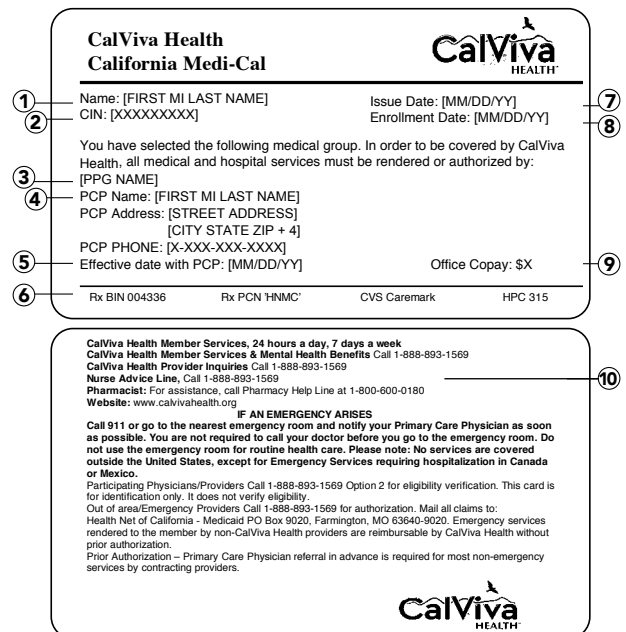 CalViva Health
California Medi-Cal
CalViva
HEALTH
1 Name: [FIRST MI LAST NAME]
2 CIN: [XXXXXXXXX]
Issue Date: [MM/DD/YY] 7
Enrollment Date: [MM/DD/YY] 8
You have selected the following medical group. In order to be covered by CalViva
Health, all medical and hospital services must be rendered or authorized by:
3 [PPG NAME]
4 PCP Name: [FIRST MI LAST NAME]
PCP Address: [STREET ADDRESS]
[CITY STATE ZIP + 4]
PCP PHONE: [X-XXX-XXX-XXXX]
5 Effective date with PCP: [MM/DD/YY] Office Copay: $X 9
6 Rx BIN 004336 Rx PCN 'HNMC' CVS Caremark HPC 315
CalViva Health Member Services, 24 hours a day, 7 days a week
CalViva Health Member Services & Mental Health Benefits Call 1-888-893-1569
CalViva Health Provider Inquiries Call 1-888-893-1569
Nurse Advice Line, Call 1-888-893-1569 10
Pharmacist: For assistance, call Pharmacy Help Line at 1-800-600-0180
Website: www.calvivahealth.org
IF AN EMERGENCY ARISES
Call 911 or go to the nearest emergency room and notify your Primary Care Physician as soon
as possible. You are not required to call your doctor before you go to the emergency room. Do
not use the emergency room for routine health care. Please note: No services are covered
outside the United States, except for Emergency Services requiring hospitalization in Canada
or Mexico.
Participating Physicians/Providers Call 1-888-893-1569 Option 2 for eligibility verification. This card is
for identification only. It does not verify eligibility.
Out of area/Emergency Providers Call 1-888-893-1569 for authorization. Mail all claims to:
Health Net of California - Medicaid PO Box 9020, Farmington, MO 63640-9020. Emergency services
rendered to the member by non-CalViva Health providers are reimbursable by CalViva Health without
prior authorization.
Prior Authorization – Primary Care Physician referral in advance is required for most non-emergency
services by contracting providers.
CalViva
HEALTH